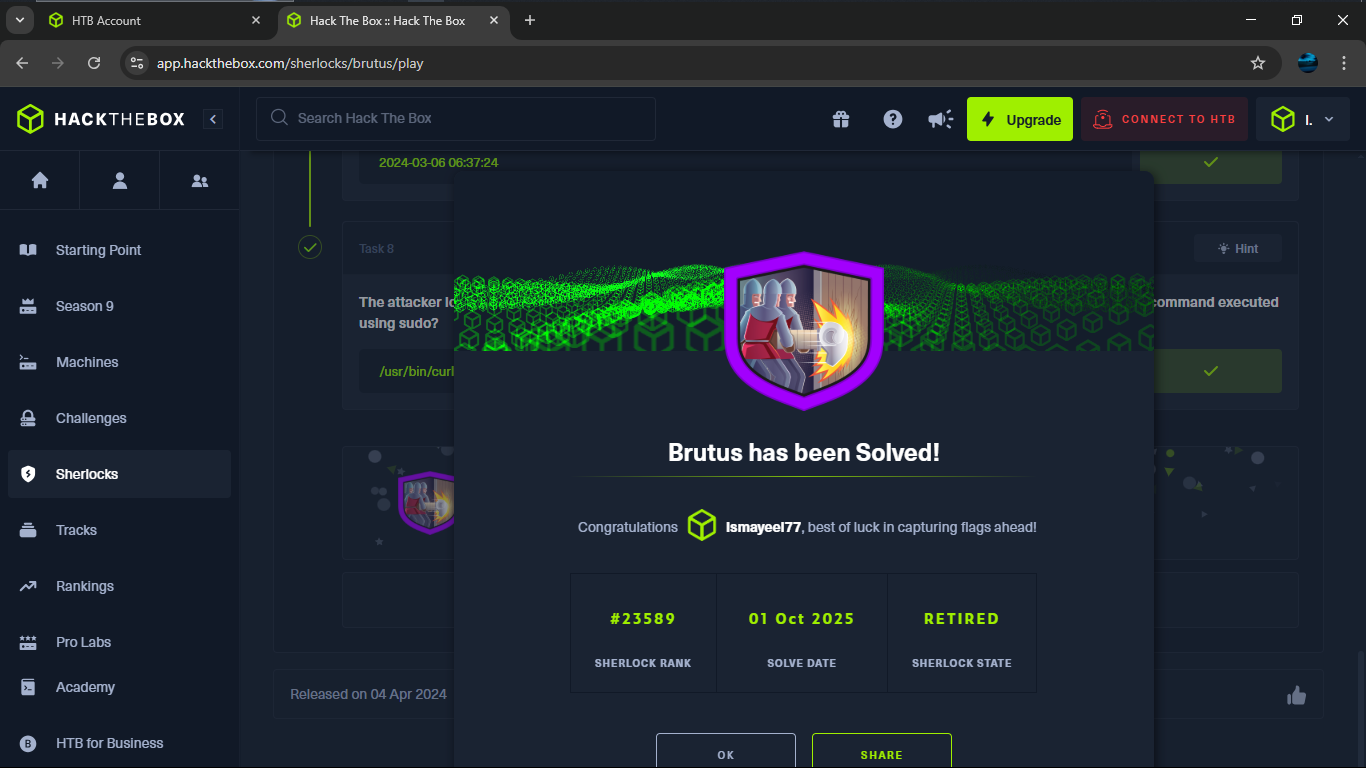 HTB Account
Hack The Box :: Hack The Box
app.hackthebox.com/sherlocks/brutus/play
HACKTHEBOX
Search Hack The Box
Upgrade
CONNECT TO HTB
I.
2024-03-06 06:37:24
Starting Point
Task 8
Hint
Season 9
The attacker
command executed
using sudo?
Machines
/usr/bin/curl
Challenges
Brutus has been Solved!
Sherlocks
Congratulations Ismayeel77, best of luck in capturing flags ahead!
Tracks
Rankings
#23589 01 Oct 2025 RETIRED
Pro Labs
SHERLOCK RANK SOLVE DATE SHERLOCK STATE
Academy
Released on 04 Apr 2024
HTB for Business
OK SHARE